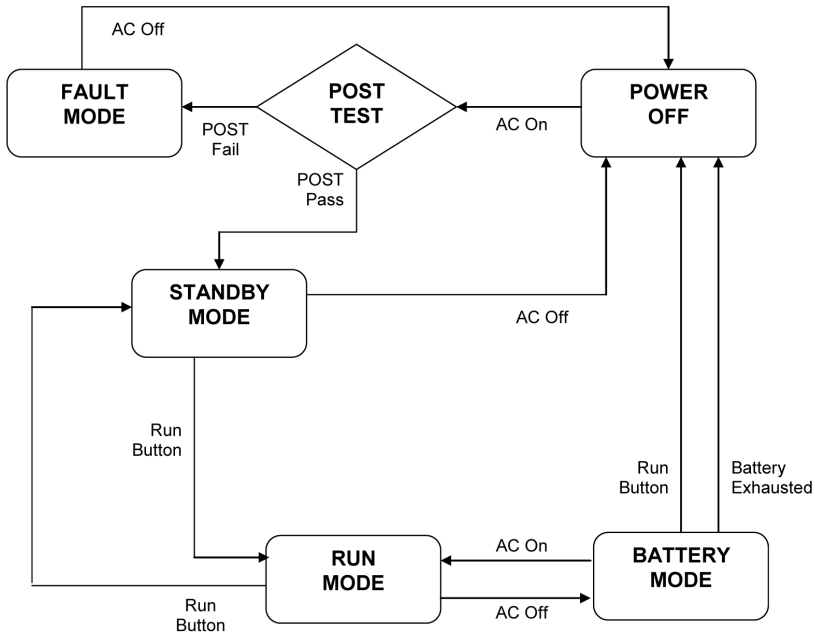 AC Off
FAULT
MODE
POST
TEST
POWER
OFF
POST
Fail
AC On
POST
Pass
STANDBY
MODE
AC Off
Run
Button
Run
Button
Battery
Exhausted
RUN
MODE
AC On
BATTERY
MODE
AC Off
Run
Button